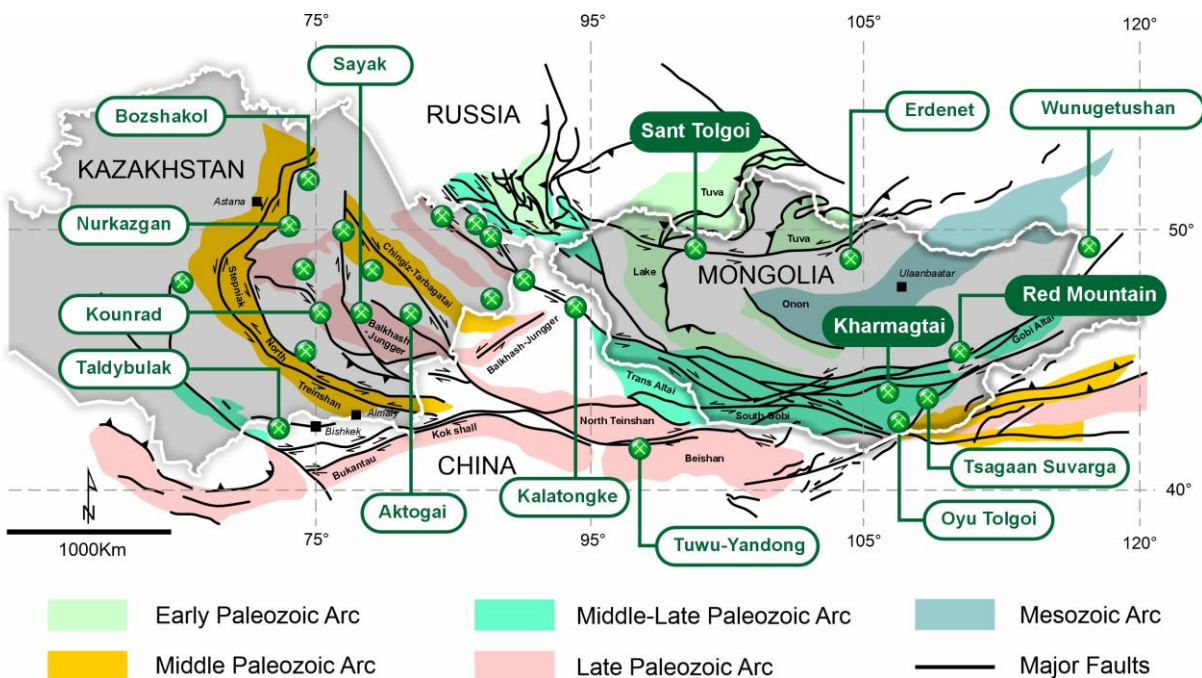 75°
95°
105°
120°
Sayak
Bozshakol
RUSSIA
Sant Tolgoi
Erdenet
Wunugetushan
KAZAKHSTAN
Astana
Tuva
Nurkazgan
50°
Tuva
Chingiz-Tarbagatai
Lake
MONGOLIA
Ulaanbaatar
Stepniak
Onon
Red Mountain
Kounrad
Balkhash
-Jungger
Balkhash-Jungger
Kharmagtai
Gobi Altai
North
Treinshan
Taldybulak
Trans Altai
South Gobi
Almaty
Bishkek
Kok shall
North Teinshan
Bukantau
CHINA
Beishan
Tsagaan Suvarga
Kalatongke
40°
Aktogai
Oyu Tolgoi
N
Tuwu-Yandong
1000Km
75°
95°
105°
120°
Early Paleozoic Arc
Middle-Late Paleozoic Arc
Mesozoic Arc
Middle Paleozoic Arc
Late Paleozoic Arc
Major Faults